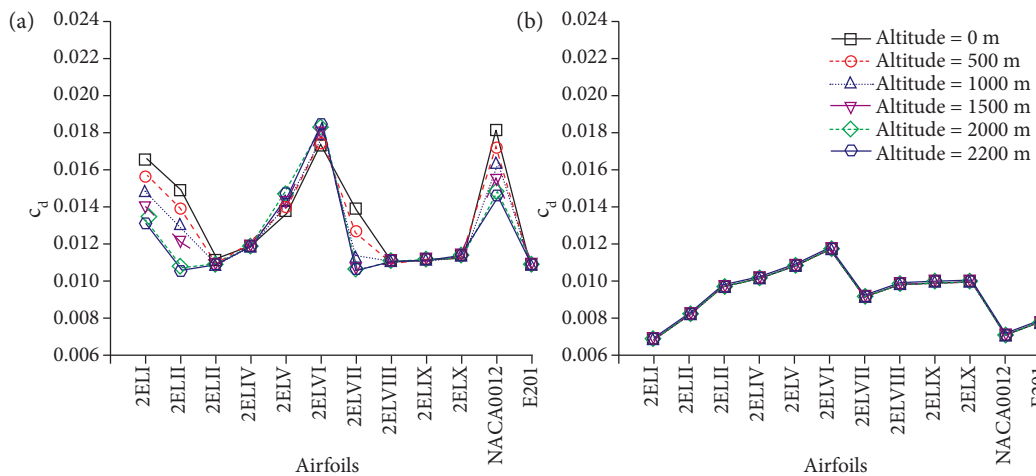 (a)
0.024
0.022
0.020
0.018
0.016
0.014
0.012
0.010
0.008
0.006
c_d
2ELI
2ELII
2ELIII
2ELIV
2ELV
2ELVI
2ELVII
2ELVIII
2ELIX
2ELX
NACA0012
E201
Airfoils
(b)
0.024
0.022
0.020
0.018
0.016
0.014
0.012
0.010
0.008
0.006
c_d
Altitude = 0 m
Altitude = 500 m
Altitude = 1000 m
Altitude = 1500 m
Altitude = 2000 m
Altitude = 2200 m
2ELI
2ELII
2ELIII
2ELIV
2ELV
2ELVI
2ELVII
2ELVIII
2ELIX
2ELX
NACA0012
E201
Airfoils